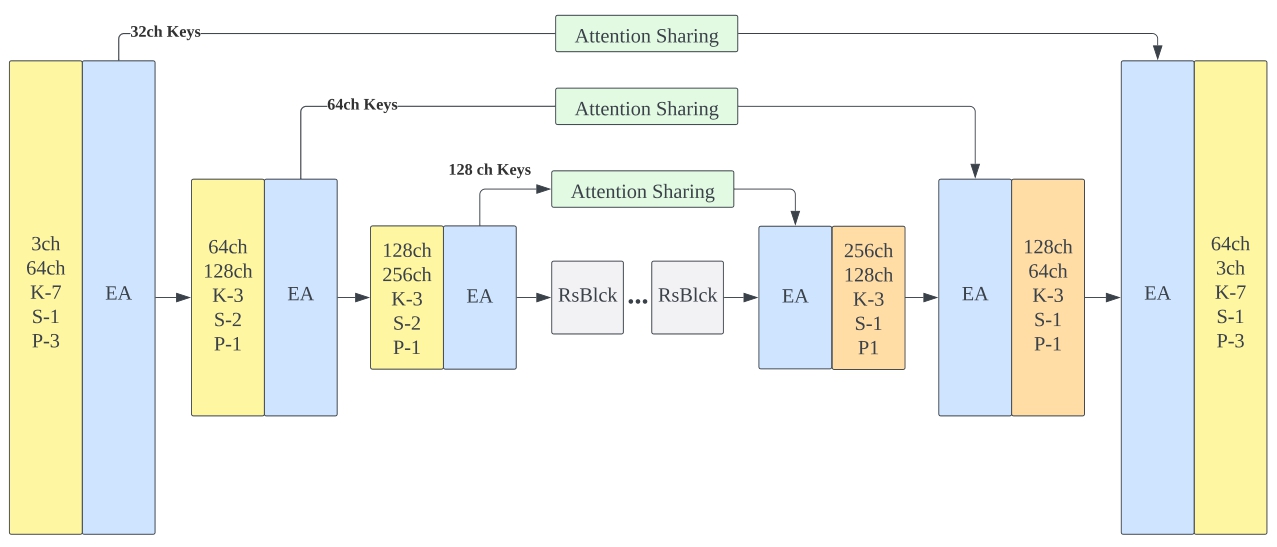 32ch Keys
Attention Sharing
64ch Keys
Attention Sharing
128 ch Keys
Attention Sharing
3ch
64ch
K-7
S-1
P-3
EA
64ch
128ch
K-3
S-2
P-1
EA
128ch
256ch
K-3
S-2
P-1
EA
RsBlck
...
RsBlck
EA
256ch
128ch
K-3
S-1
P1
EA
128ch
64ch
K-3
S-1
P-1
EA
64ch
3ch
K-7
S-1
P-3